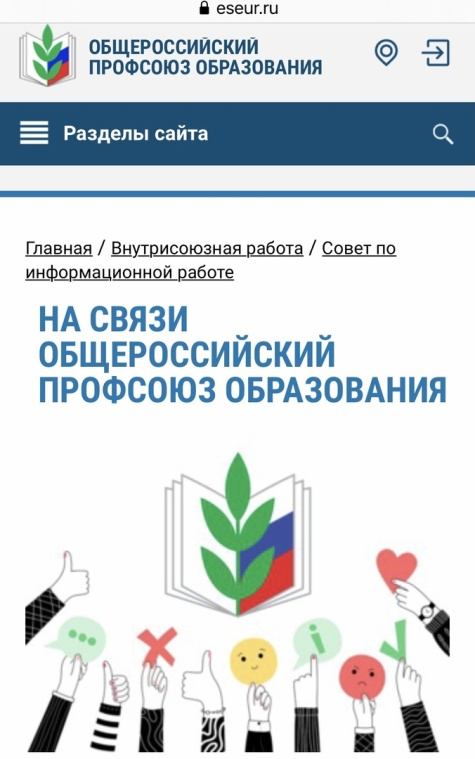 eseur.ru
ОБЩЕРОССИЙСКИЙ
ПРОФСОЮЗ ОБРАЗОВАНИЯ
Разделы сайта
Главная / Внутрисоюзная работа / Совет по
информационной работе
НА СВЯЗИ
ОБЩЕРОССИЙСКИЙ
ПРОФСОЮЗ ОБРАЗОВАНИЯ
i